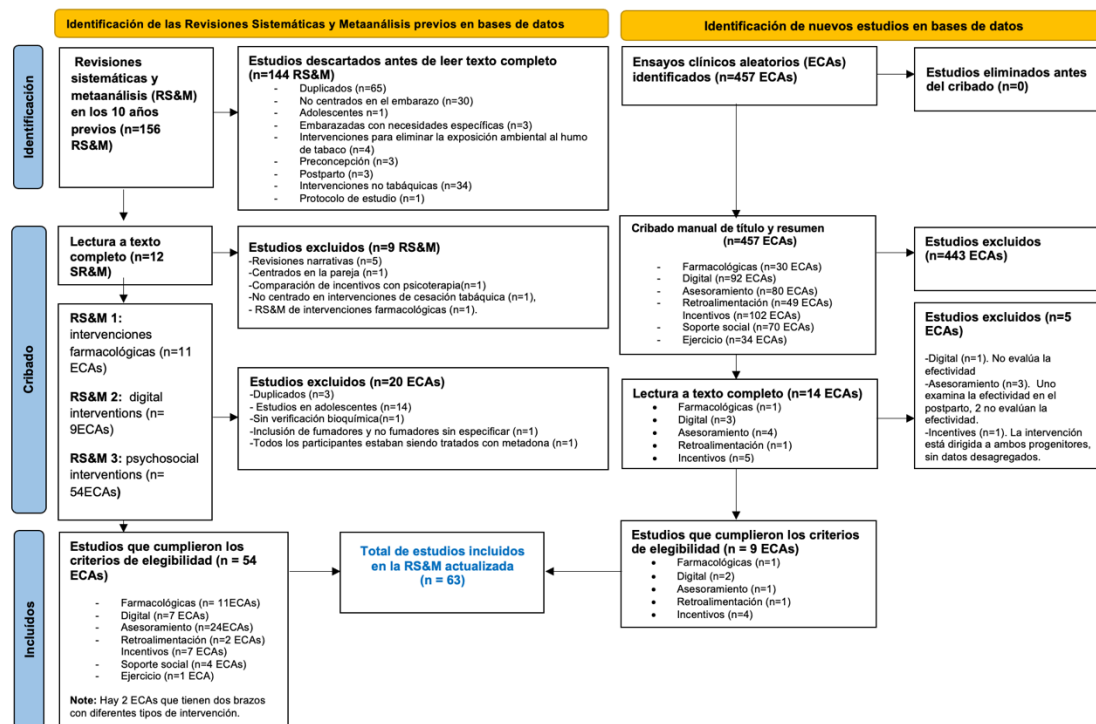 Identificación de las Revisiones Sistemáticas y Metaanálisis previos en bases de datos
Identificación de nuevos estudios en bases de datos
Identificación
Revisiones
sistemáticas y
metaanálisis (RS&M)
en los 10 años
previos (n=156
RS&M)
Estudios descartados antes de leer texto completo
(n=144 RS&M)
- Duplicados (n=65)
- No centrados en el embarazo (n=30)
- Adolescentes n=1)
- Embarazadas con necesidades específicas (n=3)
- Intervenciones para eliminar la exposición ambiental al humo
de tabaco (n=4)
- Preconcepción (n=3)
- Postparto (n=3)
- Intervenciones no tabáquicas (n=34)
- Protocolo de estudio (n=1)
Ensayos clínicos aleatorios (ECAs)
identificados (n=457 ECAs)
Estudios eliminados antes
del cribado (n=0)
Cribado
Lectura a texto
completo (n=12
SR&M)
Estudios excluidos (n=9 RS&M)
-Revisiones narrativas (n=5)
-Centrados en la pareja (n=1)
-Comparación de incentivos con psicoterapia(n=1)
-No centrado en intervenciones de cesación tabáquica (n=1),
- RS&M de intervenciones farmacológicas (n=1).
Cribado manual de título y resumen
(n=457 ECAs)
- Farmacológicas (n=30 ECAs)
- Digital (n=92 ECAs)
- Asesoramiento (n=80 ECAs)
- Retroalimentación (n=49 ECAs)
Incentivos (n=102 ECAs)
- Soporte social (n=70 ECAs)
- Ejercicio (n=34 ECAs)
Estudios excluidos
(n=443 ECAs)
RS&M 1:
intervenciones
farmacológicas (n=11
ECAs)
RS&M 2: digital
interventions (n=
9ECAs)
RS&M 3: psychosocial
interventions (n=
54ECAs)
Estudios excluidos (n=20 ECAs)
-Duplicados (n=3)
- Estudios en adolescentes (n=14)
-Sin verificación bioquímica(n=1)
-Inclusión de fumadores y no fumadores sin especificar (n=1)
-Todos los participantes estaban siendo tratados con metadona (n=1)
Lectura a texto completo (n=14 ECAs)
• Farmacológicas (n=1)
• Digital (n=3)
• Asesoramiento (n=4)
• Retroalimentación (n=1)
• Incentivos (n=5)
Estudios excluidos (n=5
ECAs)
-Digital (n=1). No evalúa la
efectividad
-Asesoramiento (n=3). Uno
examina la efectividad en el
postparto, 2 no evalúan la
efectividad.
-Incentives (n=1). La intervención
está dirigida a ambos progenitores,
sin datos desagregados.
Incluídos
Estudios que cumplieron los
criterios de elegibilidad (n = 54
ECAs)
- Farmacológicas (n= 11ECAs)
- Digital (n=7 ECAs)
- Asesoramiento (n=24ECAs)
- Retroalimentación (n=2 ECAs)
Incentivos (n=7 ECAs)
- Soporte social (n=4 ECAs)
- Ejercicio (n=1 ECA)
Note: Hay 2 ECAs que tienen dos brazos
con diferentes tipos de intervención.
Total de estudios incluidos
en la RS&M actualizada
(n = 63)
Estudios que cumplieron los criterios
de elegibilidad (n = 9 ECAs)
• Farmacológicas (n=1)
• Digital (n=2)
• Asesoramiento (n=1)
• Retroalimentación (n=1)
• Incentivos (n=4)